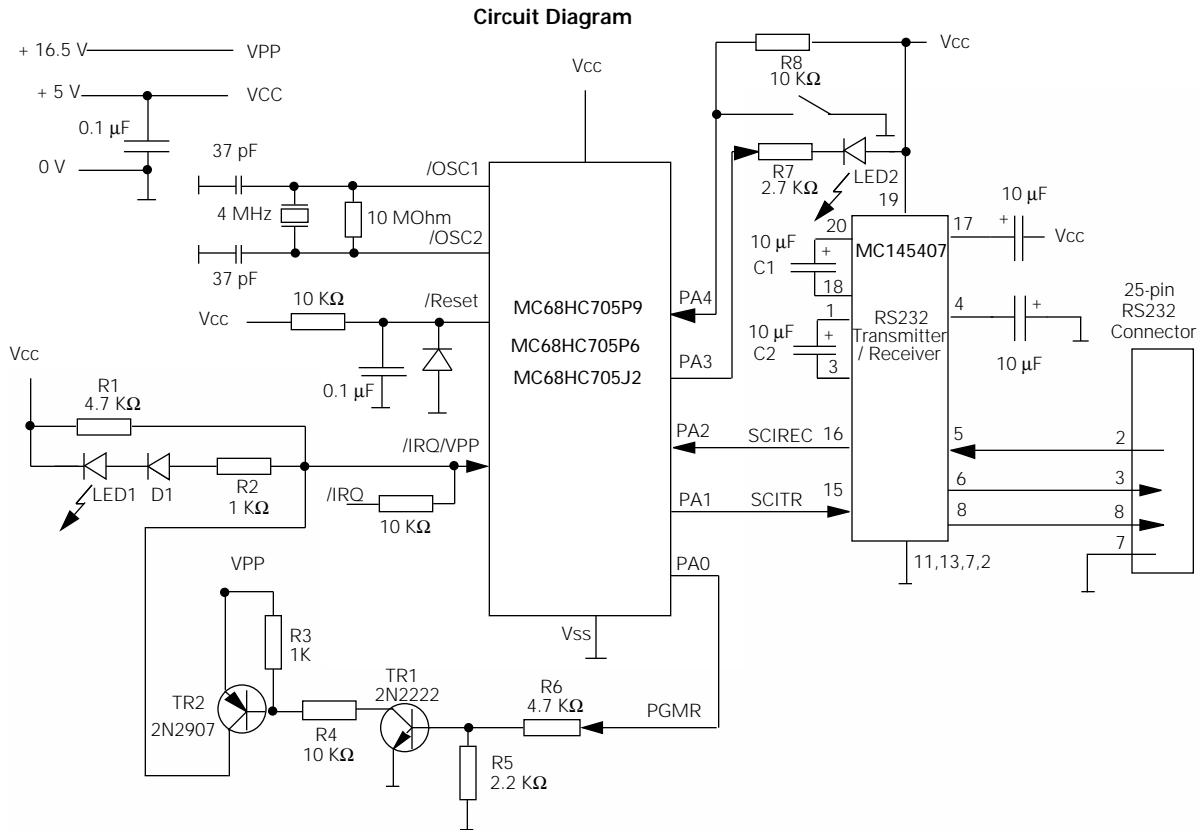 Circuit Diagram
+ 16.5 V
VPP
+ 5 V
VCC
0.1 μF
0 V
37 pF
/OSC1
4 MHz
10 MOhm
/OSC2
37 pF
10 KΩ
/Reset
Vcc
0.1 μF
Vcc
R1
4.7 KΩ
LED1
D1
R2
1 KΩ
/IRQ/VPP
/IRQ
10 KΩ
Vcc
MC68HC705P9
MC68HC705P6
MC68HC705J2
Vss
PA4
PA3
PA2
SCIREC
16
PA1
SCITR
15
PA0
R8
10 KΩ
Vcc
R7
2.7 KΩ
LED2
19
20
17
10 μF
+
Vcc
10 μF
+
C1
18
MC145407
RS232
Transmitter
/ Receiver
1
10 μF
+
C2
3
4
+
10 μF
25-pin
RS232
Connector
5
2
6
3
8
8
7
11,13,7,2
VPP
R3
1K
TR2
2N2907
R4
10 KΩ
TR1
2N2222
R6
4.7 KΩ
PGMR
R5
2.2 KΩ